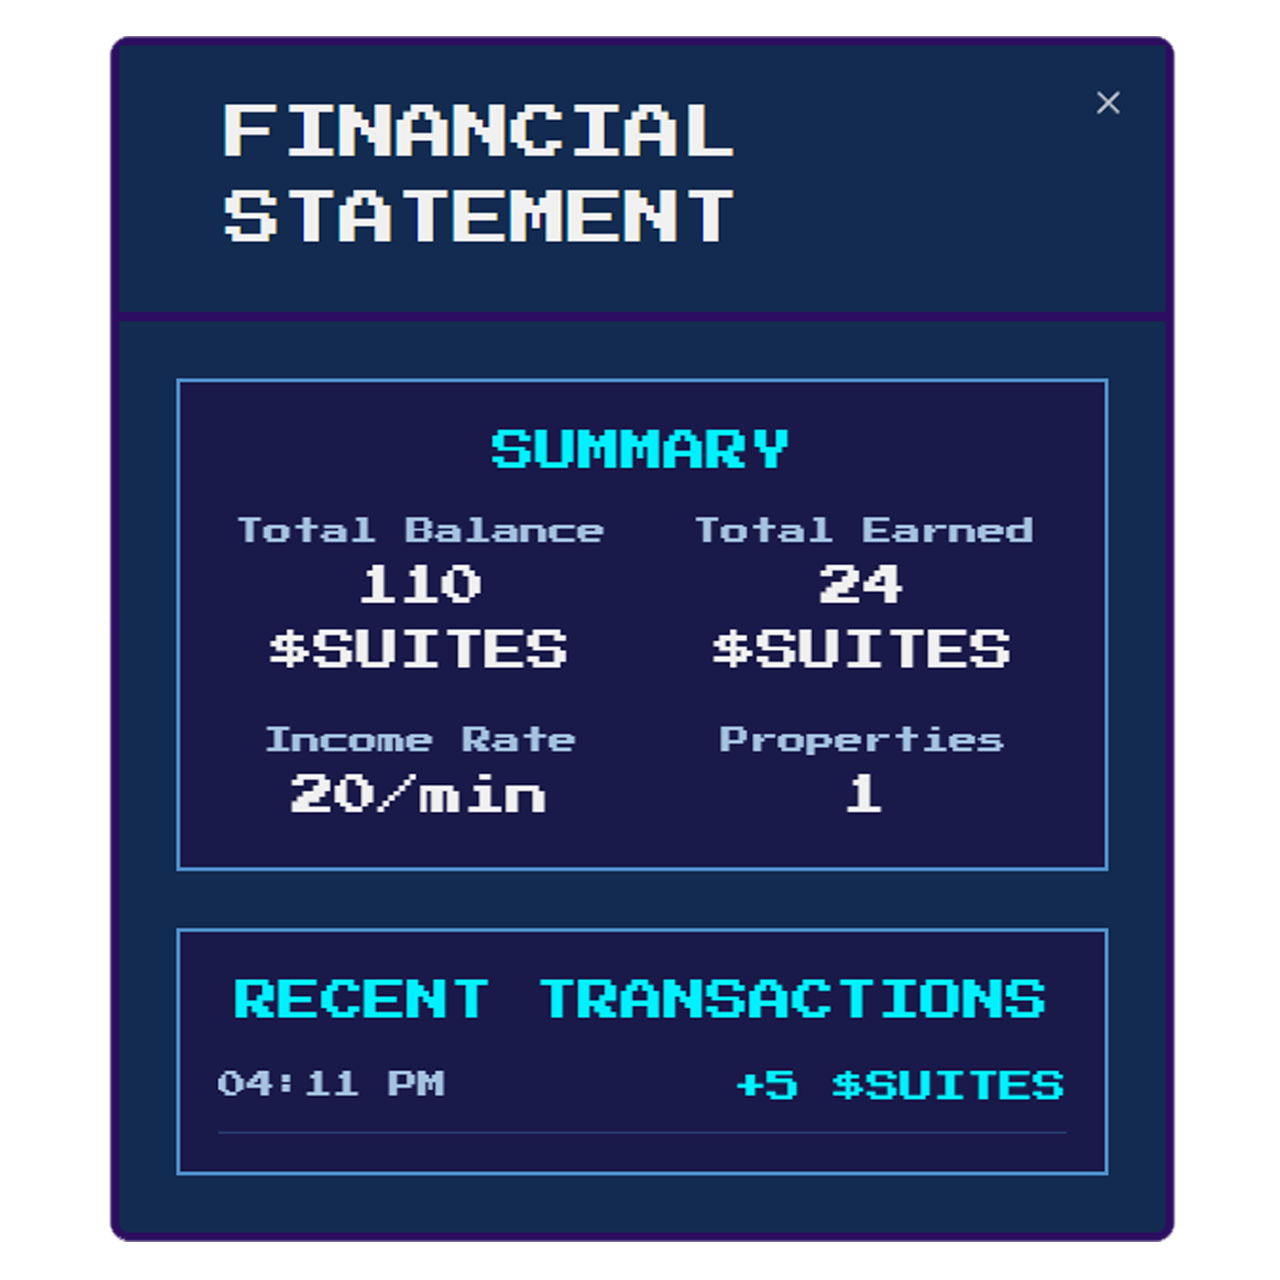 FINANCIAL
STATEMENT
SUMMARY
Total Balance
110
$SUITES
Total Earned
24
$SUITES
Income Rate
20/min
Properties
1
RECENT TRANSACTIONS
04:11 PM
+5 $SUITES